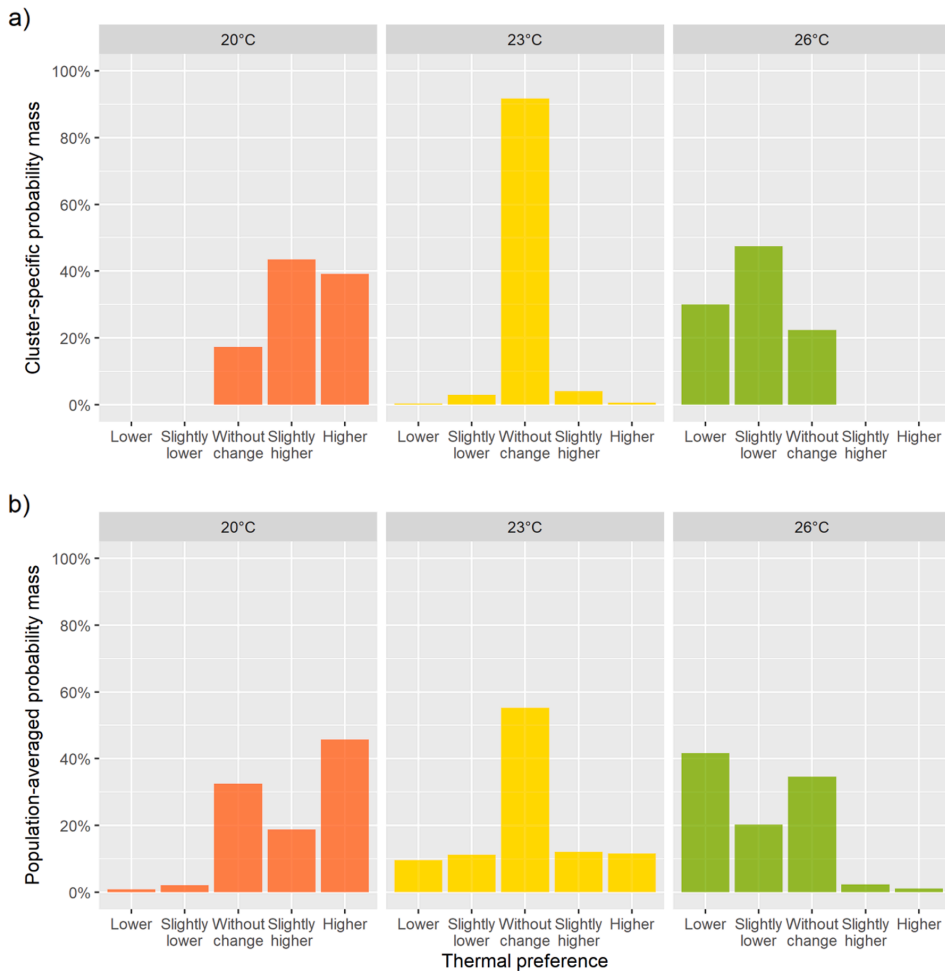 a)
20°C
23°C
26°C
Cluster-specific probability mass
100%
80%
60%
40%
20%
0%
Lower
Slightly
lower
Without
change
Slightly
higher
Higher
Lower
Slightly
lower
Without
change
Slightly
higher
Higher
Lower
Slightly
lower
Without
change
Slightly
higher
Higher
b)
20°C
23°C
26°C
Population-averaged probability mass
100%
80%
60%
40%
20%
0%
Lower
Slightly
lower
Without
change
Slightly
higher
Higher
Lower
Slightly
lower
Without
change
Slightly
higher
Higher
Lower
Slightly
lower
Without
change
Slightly
higher
Higher
Thermal preference